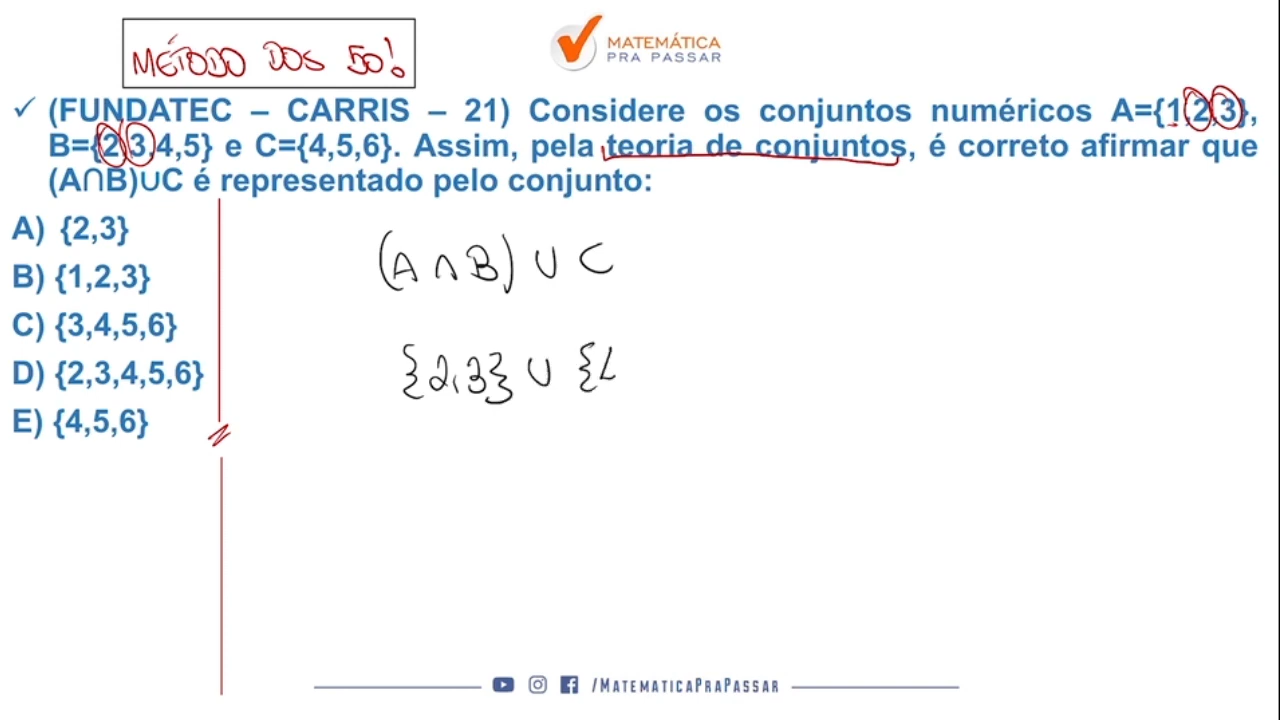 MÉTODO DOS 50!
MATEMÁTICA
PRA PASSAR
✓ (FUNDATEC – CARRIS – 21) Considere os conjuntos numéricos A={1,2,3},
B={2,3,4,5} e C={4,5,6}. Assim, pela teoria de conjuntos, é correto afirmar que
(A∩B)∪C é representado pelo conjunto:
A) {2,3}
B) {1,2,3}
C) {3,4,5,6}
D) {2,3,4,5,6}
E) {4,5,6}
(A∩B) ∪ C
{2,3} ∪ {
/MATEMATICAPRAPASSAR